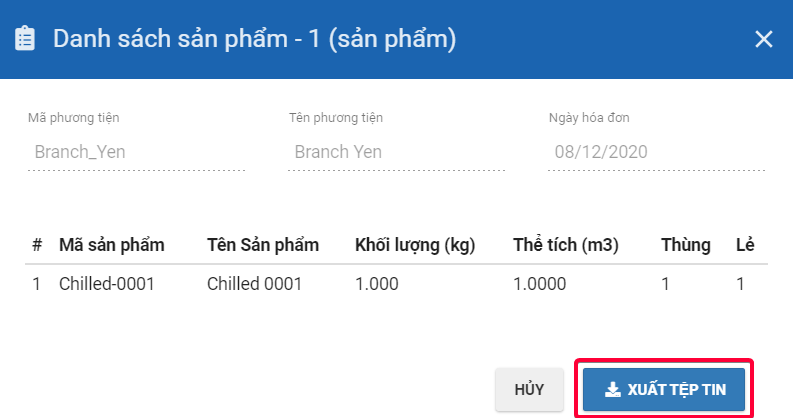 Danh sách sản phẩm - 1 (sản phẩm)
Mã phương tiện Tên phương tiện Ngày hóa đơn
Branch_Yen Branch Yen 08/12/2020
# Mã sản phẩm Tên Sản phẩm Khối lượng (kg) Thể tích (m3) Thùng Lẻ
1 Chilled-0001 Chilled 0001 1.000 1.0000 1 1
HỦY XUẤT TỆP TIN